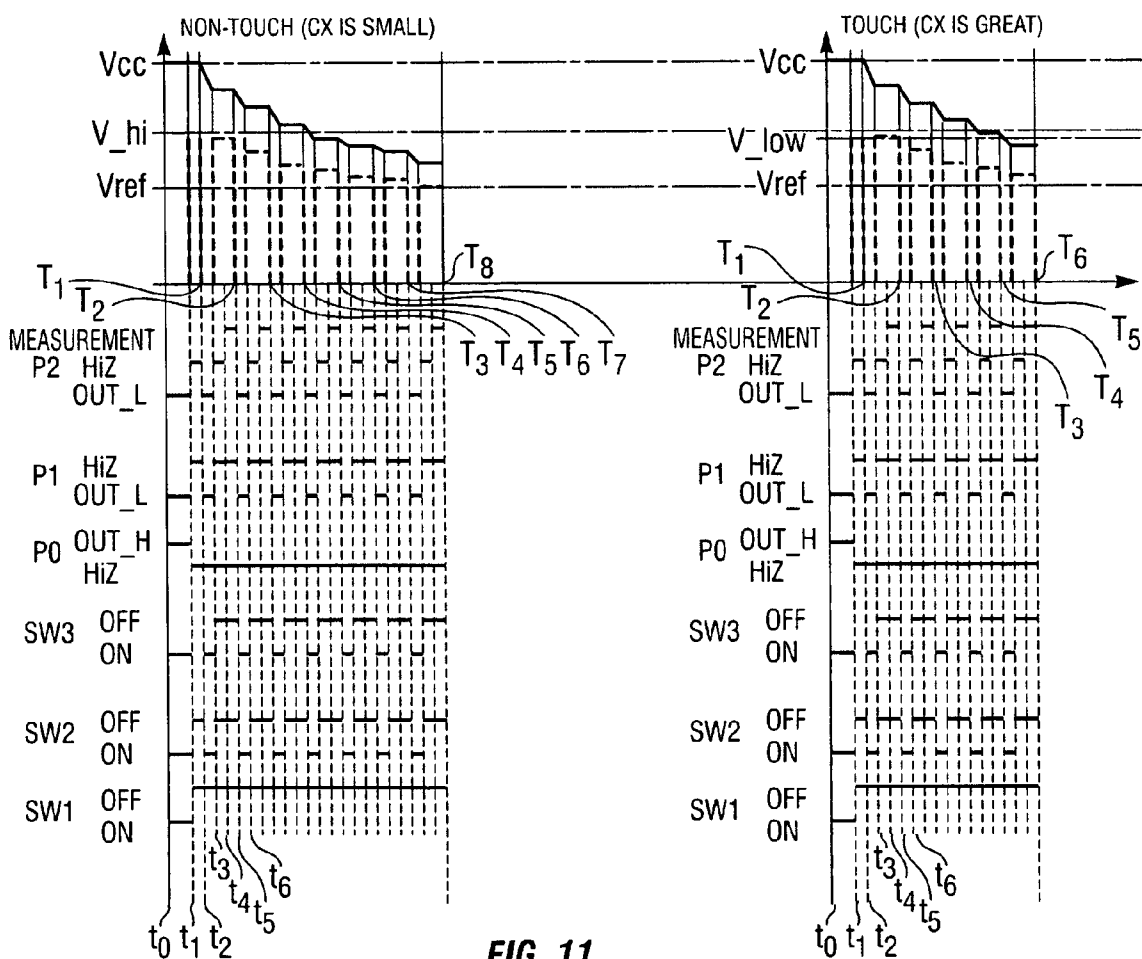 NON-TOUCH (CX IS SMALL)
Vcc
V_hi
Vref
T1
T2
T8
T3 T4 T5 T6 T7
MEASUREMENT
P2 HiZ
OUT_L
P1 HiZ
OUT_L
P0 OUT_H
HiZ
SW3 OFF
ON
SW2 OFF
ON
SW1 OFF
ON
t3
t4
t5
t6
t0 t1 t2
TOUCH (CX IS GREAT)
Vcc
V_low
Vref
T1
T2
T6
T5
T4
T3
MEASUREMENT
P2 HiZ
OUT_L
P1 HiZ
OUT_L
P0 OUT_H
HiZ
SW3 OFF
ON
SW2 OFF
ON
SW1 OFF
ON
t3
t4
t5
t6
t0 t1 t2
FIG. 11